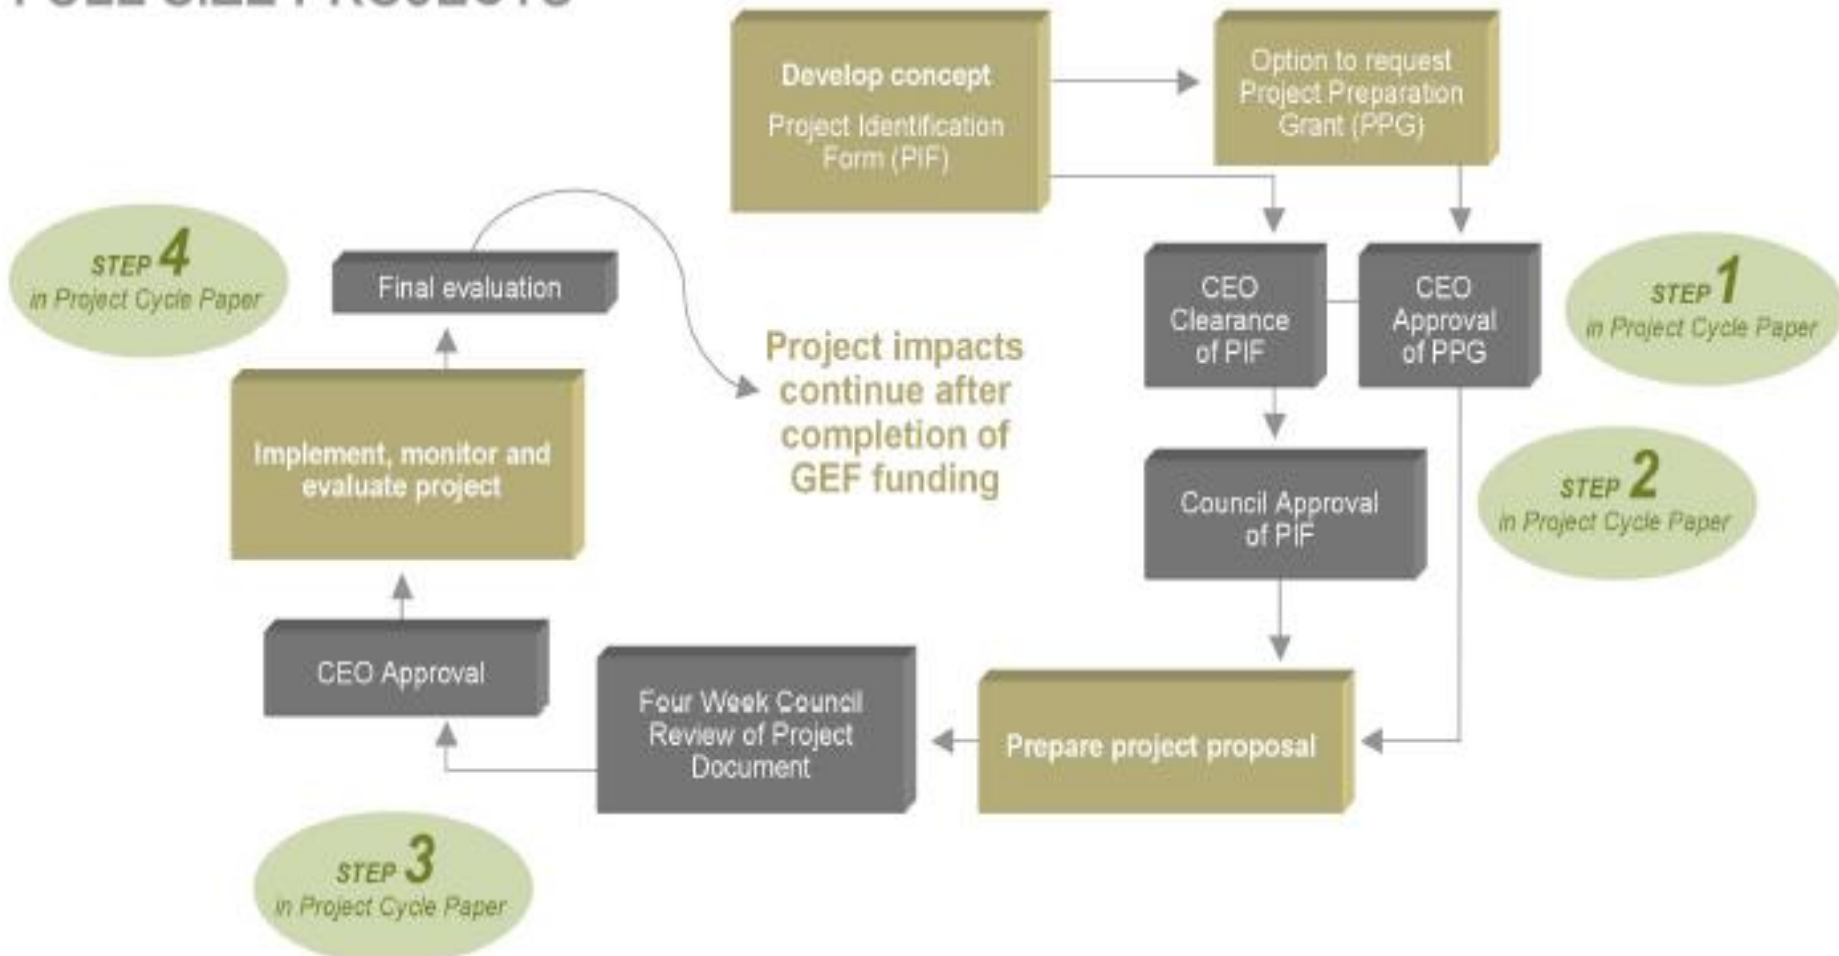 FULL SIZE PROJECTS
Develop concept
Project Identification
Form (PIF)
Option to request
Project Preparation
Grant (PPG)
STEP 4
in Project Cycle Paper
Final evaluation
CEO
Clearance
of PIF
CEO
Approval
of PPG
STEP 1
in Project Cycle Paper
Project impacts
continue after
completion of
GEF funding
Implement, monitor and
evaluate project
Council Approval
of PIF
STEP 2
in Project Cycle Paper
CEO Approval
Four Week Council
Review of Project
Document
Prepare project proposal
STEP 3
in Project Cycle Paper